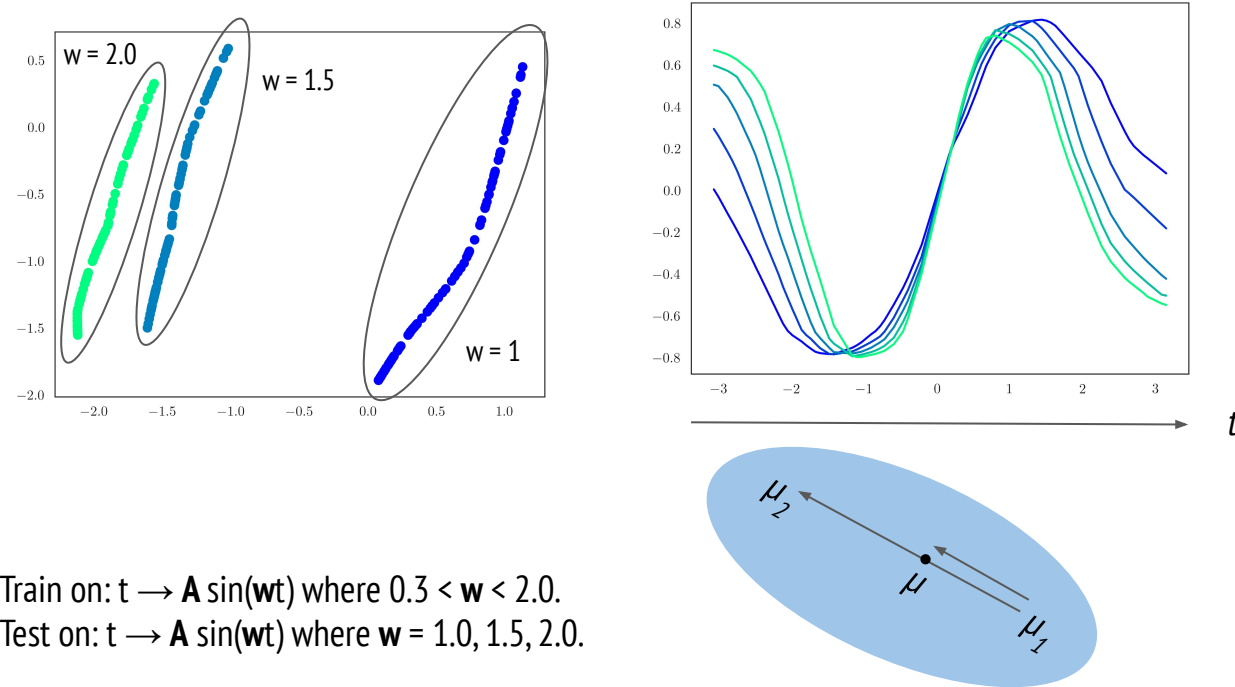 w = 2.0
w = 1.5
w = 1
0.5
0.0
−0.5
−1.0
−1.5
−2.0
−2.0 −1.5 −1.0 −0.5 0.0 0.5 1.0
0.8
0.6
0.4
0.2
0.0
−0.2
−0.4
−0.6
−0.8
−3 −2 −1 0 1 2 3
t
μ2
μ
μ1
Train on: t → A sin(wt) where 0.3 < w < 2.0.
Test on: t → A sin(wt) where w = 1.0, 1.5, 2.0.